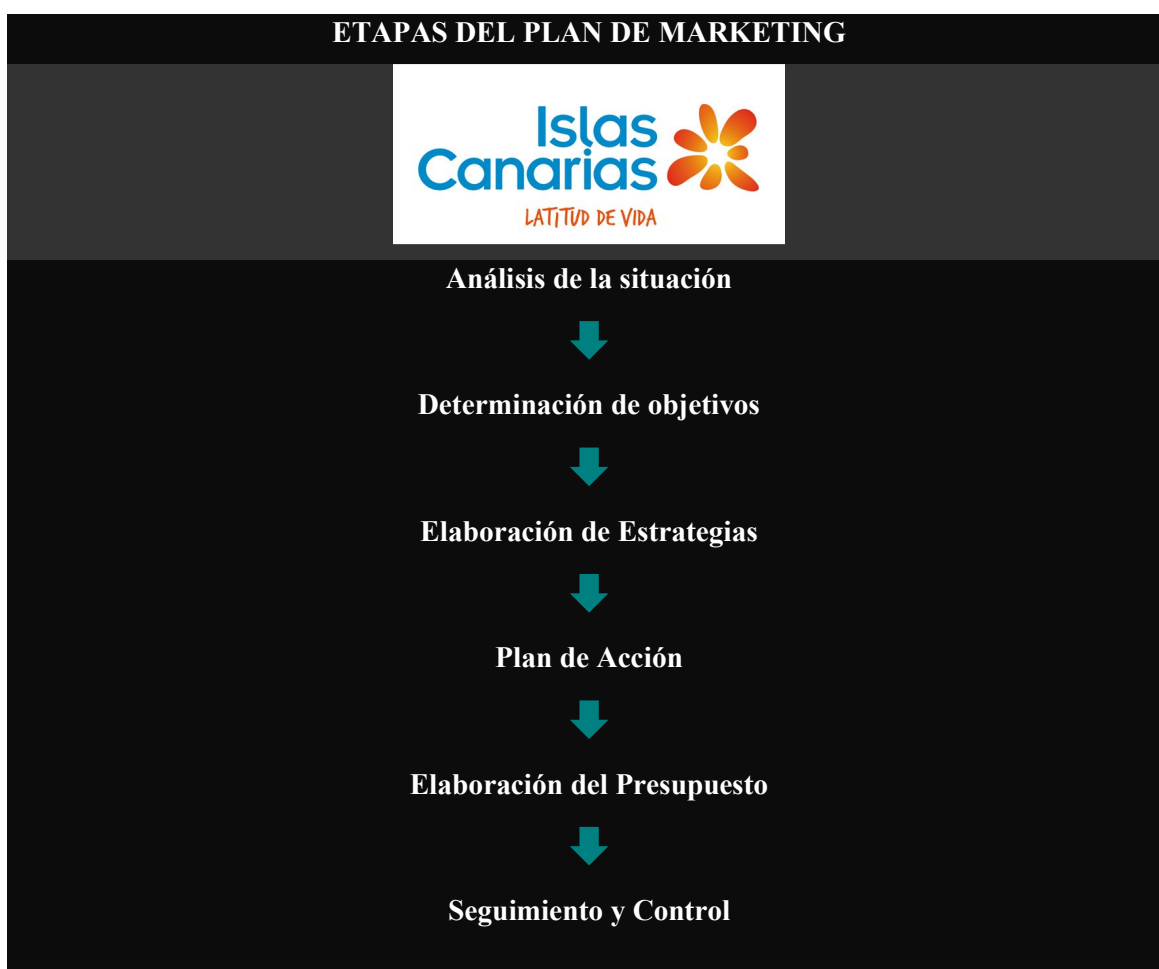 ETAPAS DEL PLAN DE MARKETING
Islas
Canarias
LATITUD DE VIDA
Análisis de la situación
Determinación de objetivos
Elaboración de Estrategias
Plan de Acción
Elaboración del Presupuesto
Seguimiento y Control